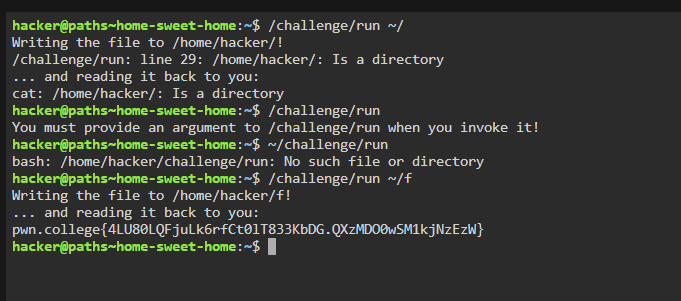 hacker@paths~home-sweet-home:~$ /challenge/run ~/
Writing the file to /home/hacker/!
/challenge/run: line 29: /home/hacker/: Is a directory
... and reading it back to you:
cat: /home/hacker/: Is a directory
hacker@paths~home-sweet-home:~$ /challenge/run
You must provide an argument to /challenge/run when you invoke it!
hacker@paths~home-sweet-home:~$ ~/challenge/run
bash: /home/hacker/challenge/run: No such file or directory
hacker@paths~home-sweet-home:~$ /challenge/run ~/f
Writing the file to /home/hacker/f!
... and reading it back to you:
pwn.college{4LU80LQFjuLk6rfCt0lT833KbDG.QXzMDO0wSM1kjNzEzW}
hacker@paths~home-sweet-home:~$